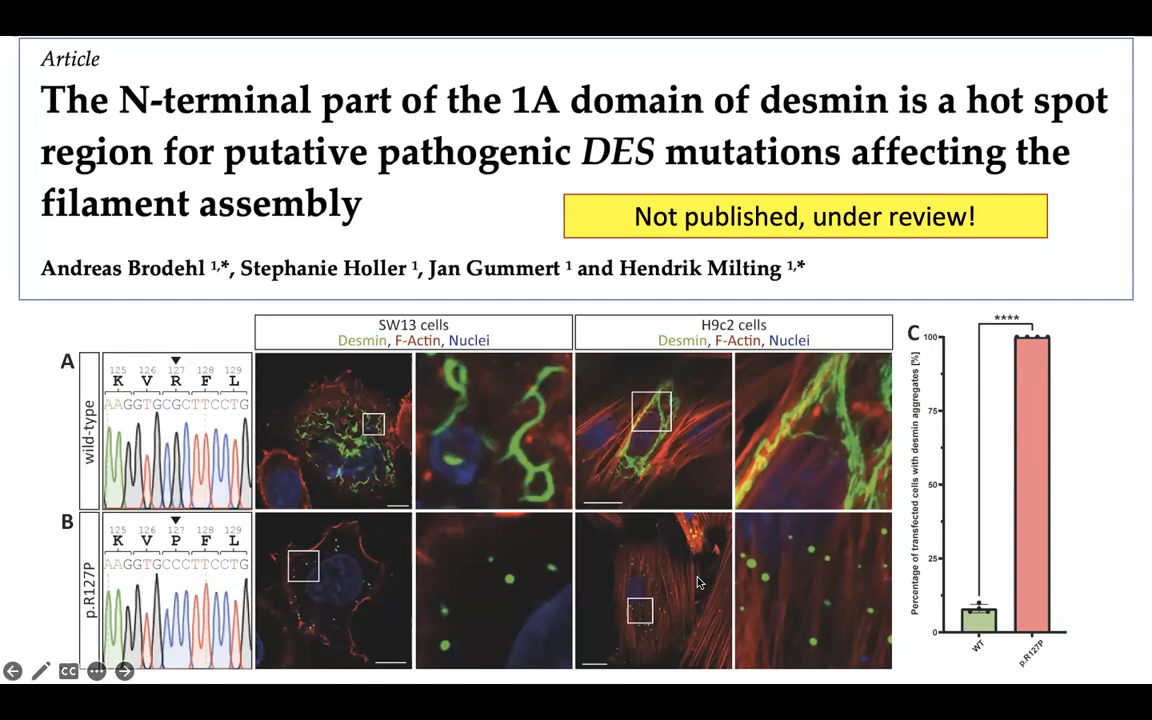 Article
The N-terminal part of the 1A domain of desmin is a hot spot
region for putative pathogenic DES mutations affecting the
filament assembly
Not published, under review!
Andreas Brodehl 1,*, Stephanie Holler 1, Jan Gummert 1 and Hendrik Milting 1,*
SW13 cells
Desmin, F-Actin, Nuclei
H9c2 cells
Desmin, F-Actin, Nuclei
A
wild-type
125 126 127 128 129
K V R F L
AAGGTGCGCTTCCTG
B
p.R127P
125 126 127 128 129
K V P F L
AAGGTGCCCTTCCTG
C
Percentage of transfected cells with desmin aggregates [%]
****
100
75
50
25
0
WT
p.R127P
CC